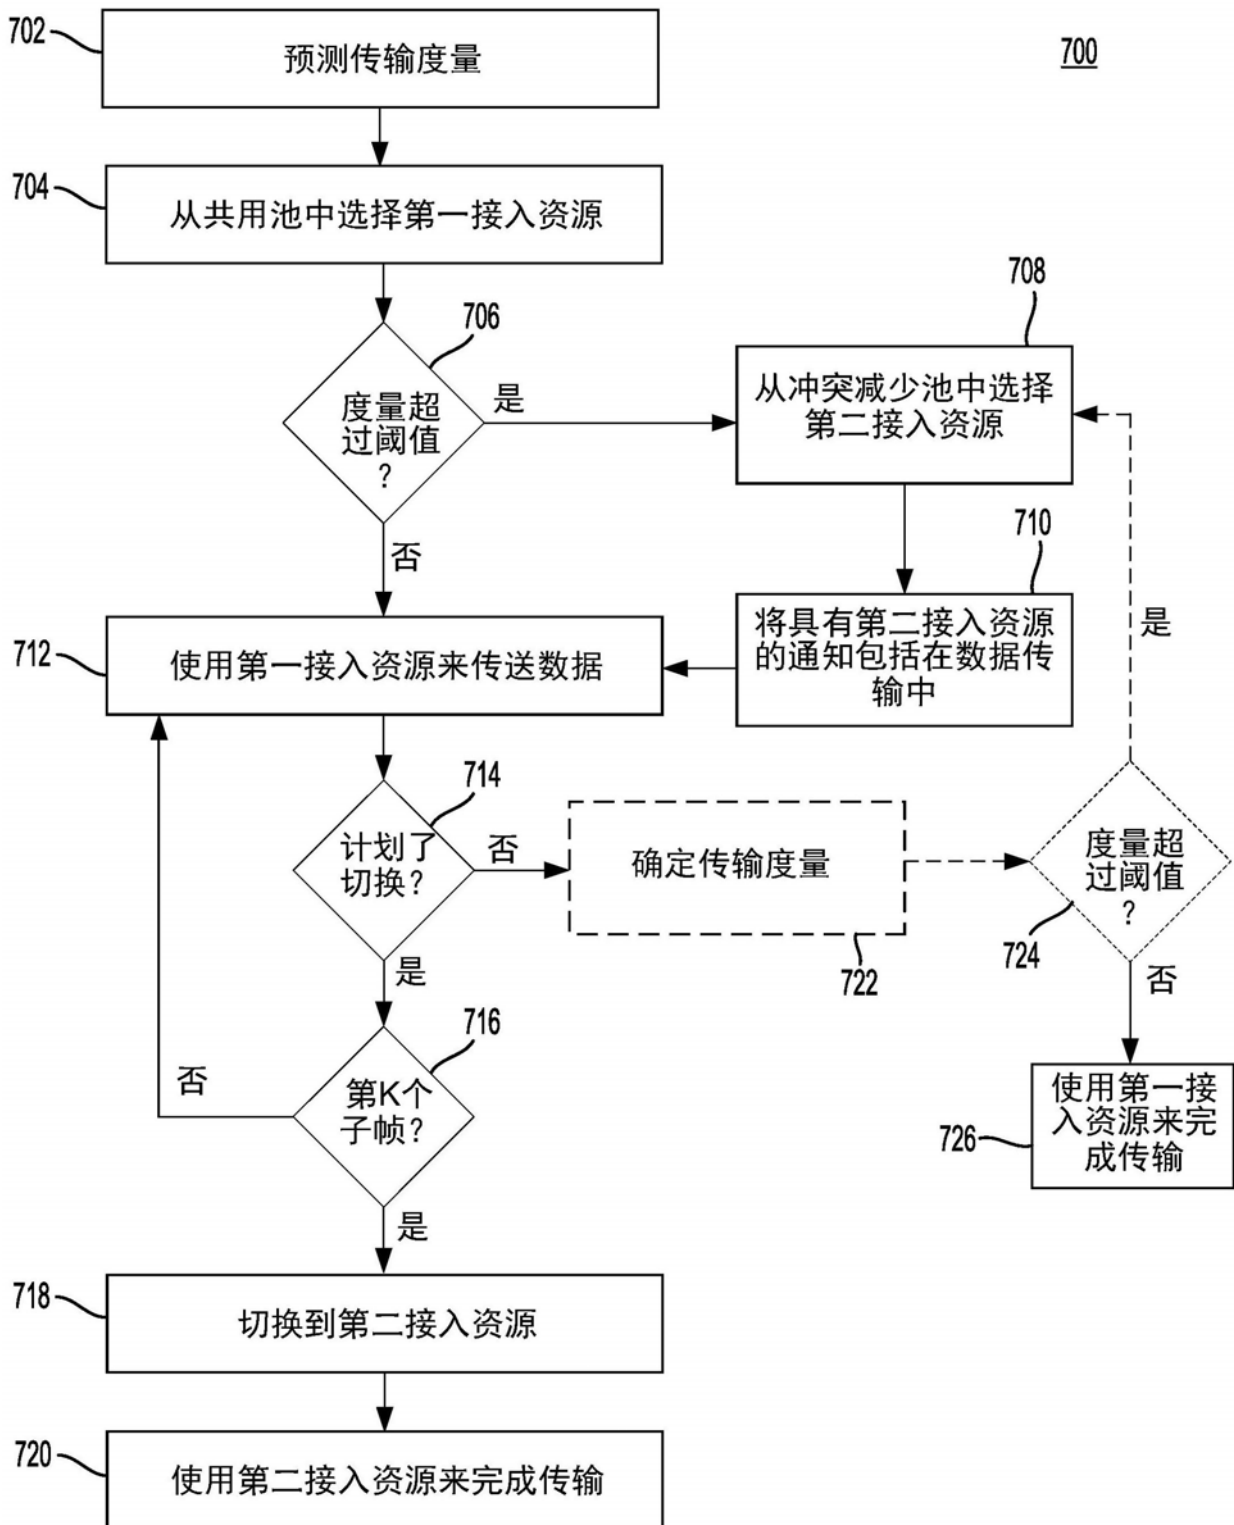 702
预测传输度量
700
704
从共用池中选择第一接入资源
706
度量超
过阈值
?
是
否
708
从冲突减少池中选择
第二接入资源
710
将具有第二接入资源
的通知包括在数据传
输中
712
使用第一接入资源来传送数据
714
计划了
切换?
否
是
确定传输度量
722
度量超
过阈值
?
724
是
否
716
第K个
子帧?
否
是
使用第一接
入资源来完
成传输
726
718
切换到第二接入资源
720
使用第二接入资源来完成传输